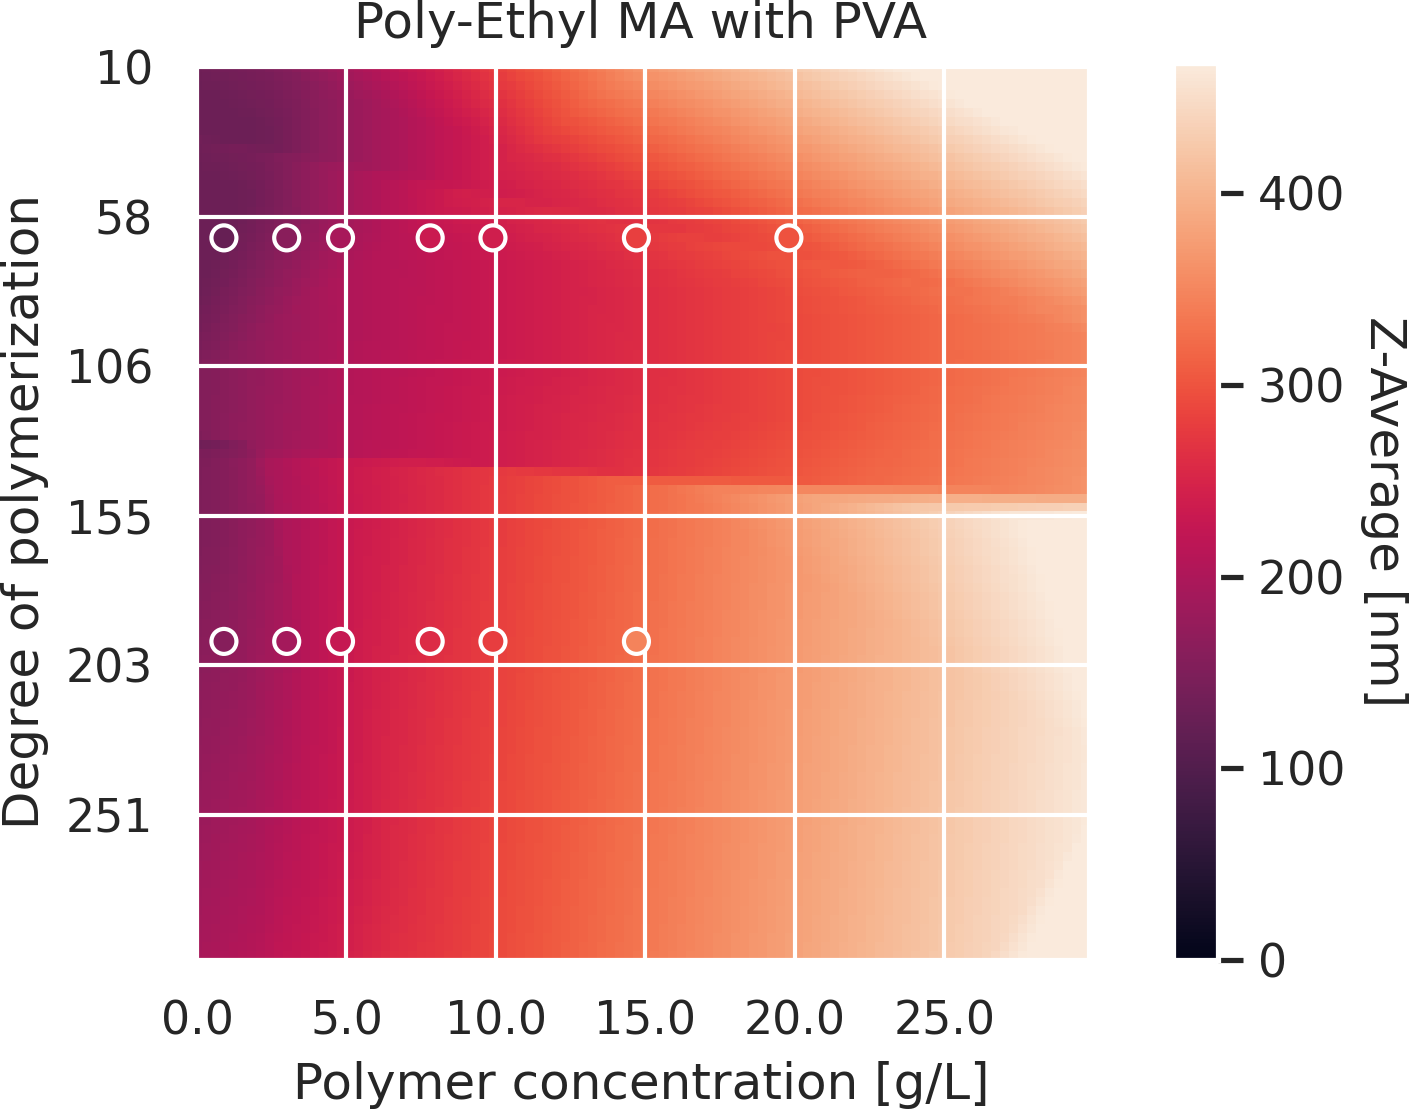 Poly-Ethyl MA with PVA
Degree of polymerization
10
58
106
155
203
251
0.0 5.0 10.0 15.0 20.0 25.0
Polymer concentration [g/L]
400
300
200
100
0
Z-Average [nm]